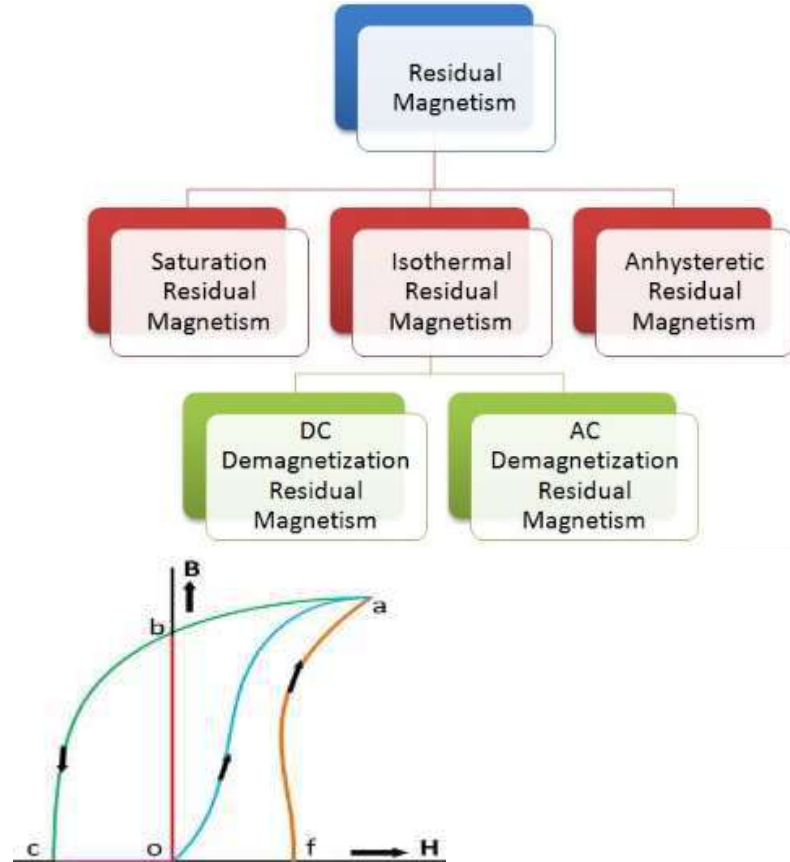 Residual
Magnetism
Saturation
Residual
Magnetism
Isothermal
Residual
Magnetism
Anhysteretic
Residual
Magnetism
DC
Demagnetization
Residual
Magnetism
AC
Demagnetization
Residual
Magnetism
B
b
a
c
o
f
H